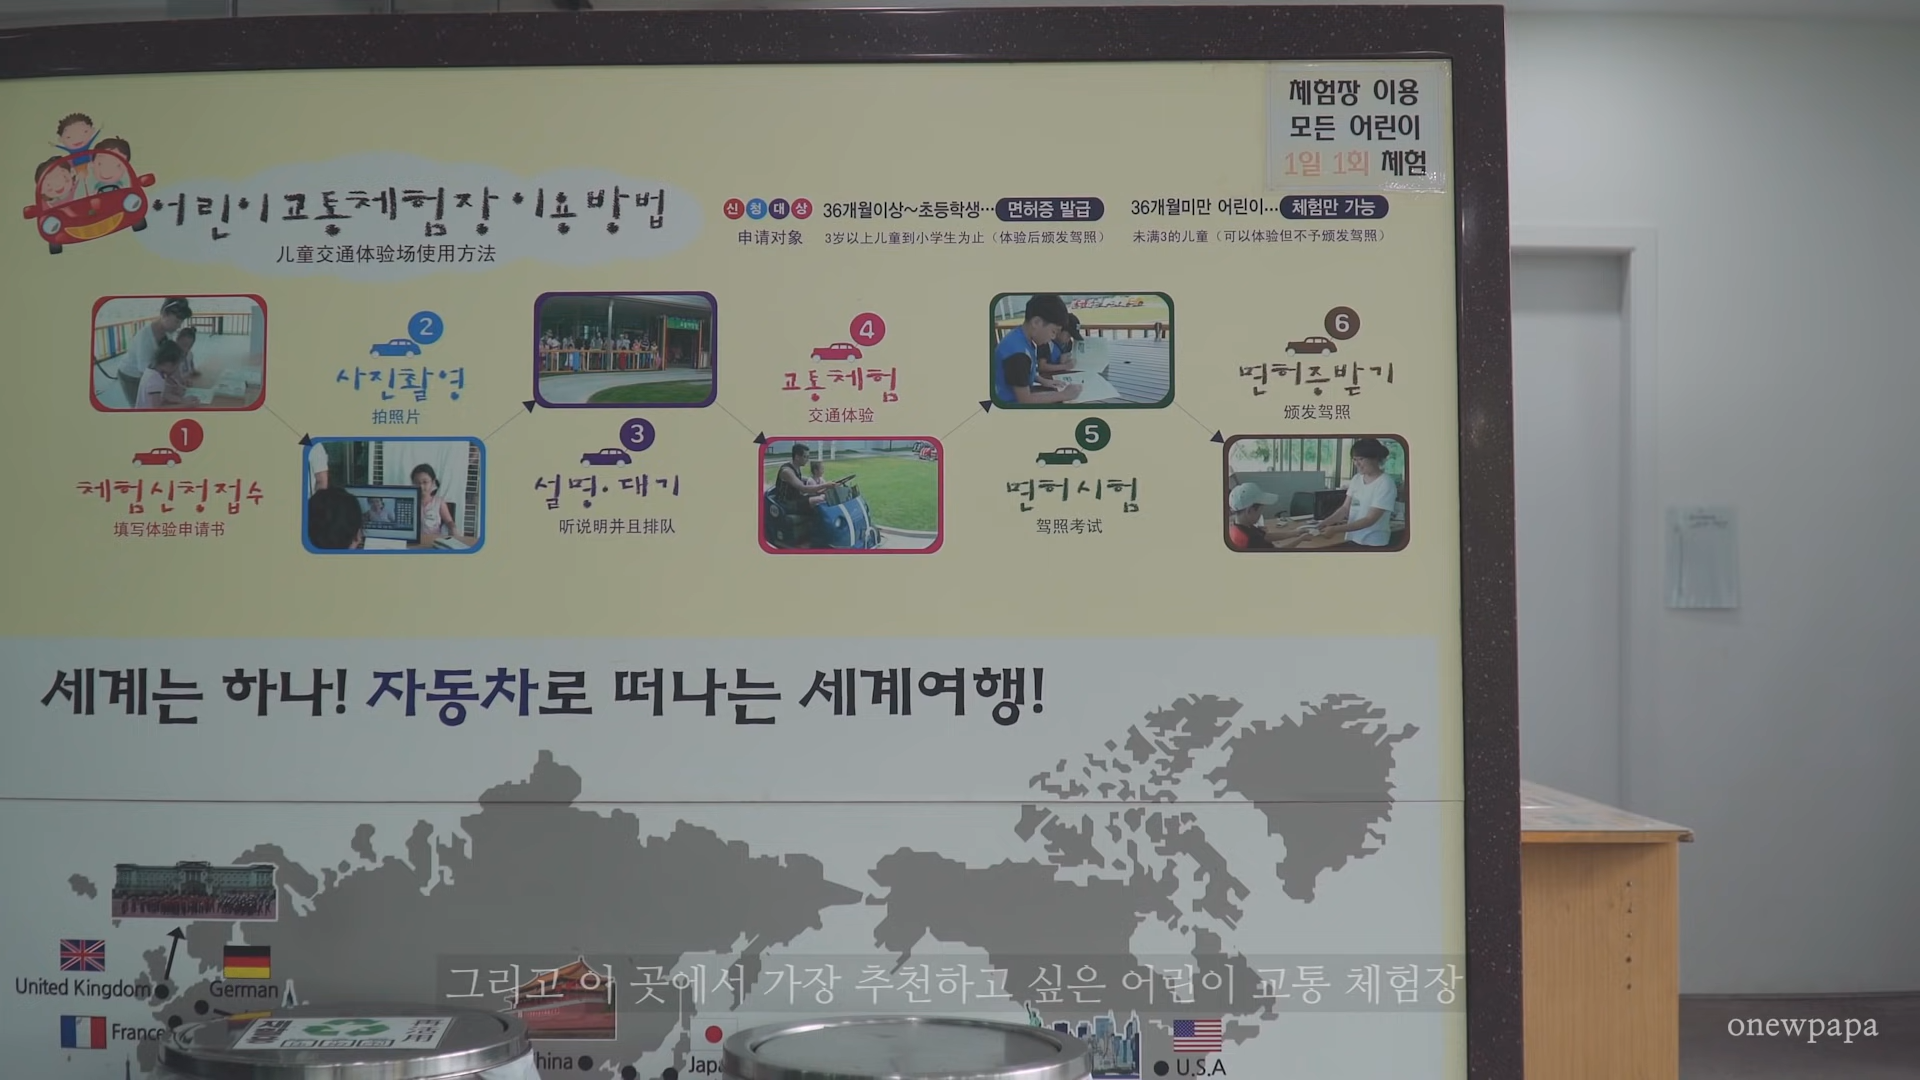 체험장 이용
모든 어린이
1일 1회 체험
어린이교통체험장 이용방법
儿童交通体验场使用方法
신청대상 36개월이상~초등학생… 면허증 발급 36개월미만 어린이… 체험만 가능
申请对象 3岁以上儿童到小学生为止（体验后颁发驾照） 未满3的儿童（可以体验但不予颁发驾照）
1
체험신청접수
填写体验申请书
2
사진촬영
拍照片
3
설명·대기
听说明并且排队
4
교통체험
交通体验
5
면허시험
驾照考试
6
면허증받기
颁发驾照
세계는 하나! 자동차로 떠나는 세계여행!
United Kingdom
German
France
재활용
再活用
U.S.A
그리고 이 곳에서 가장 추천하고 싶은 어린이 교통 체험장
onewpapa